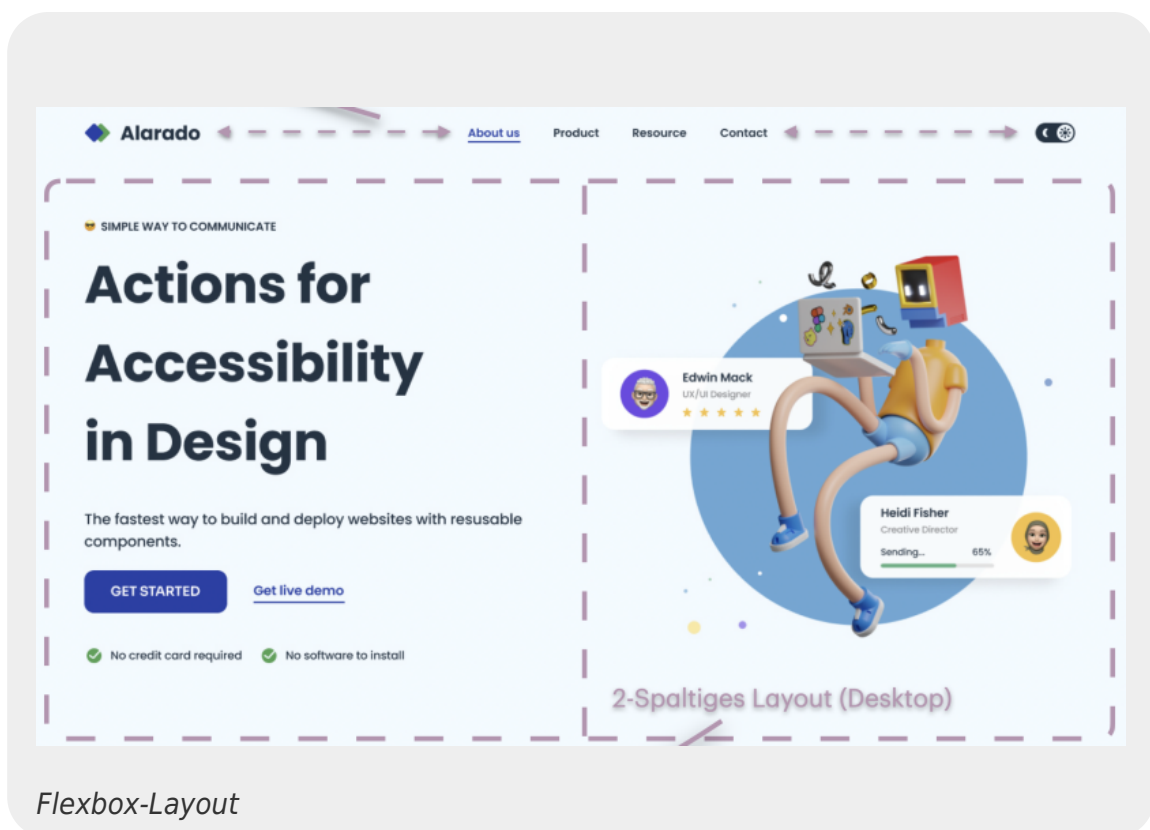 Alarado
About us Product Resource Contact
SIMPLE WAY TO COMMUNICATE
Actions for
Accessibility
in Design
The fastest way to build and deploy websites with resusable
components.
GET STARTED Get live demo
No credit card required No software to install
Edwin Mack
UX/UI Designer
Heidi Fisher
Creative Director
Sending... 65%
2-Spaltiges Layout (Desktop)
Flexbox-Layout